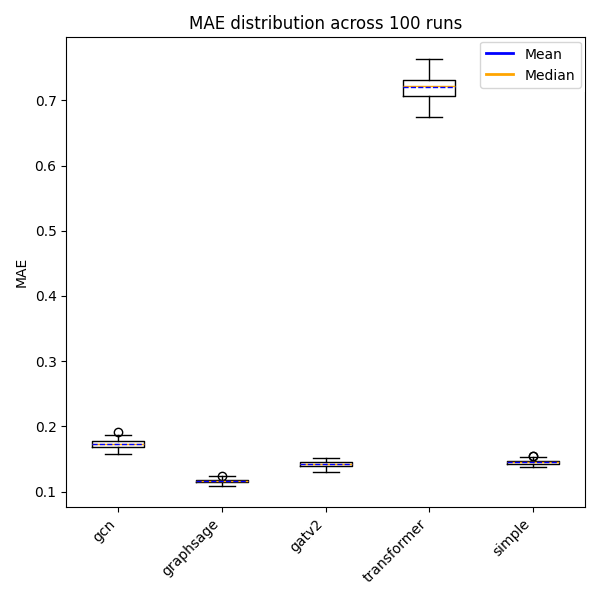 MAE distribution across 100 runs
Mean
Median
MAE
0.7
0.6
0.5
0.4
0.3
0.2
0.1
gcn
graphsage
gatv2
transformer
simple